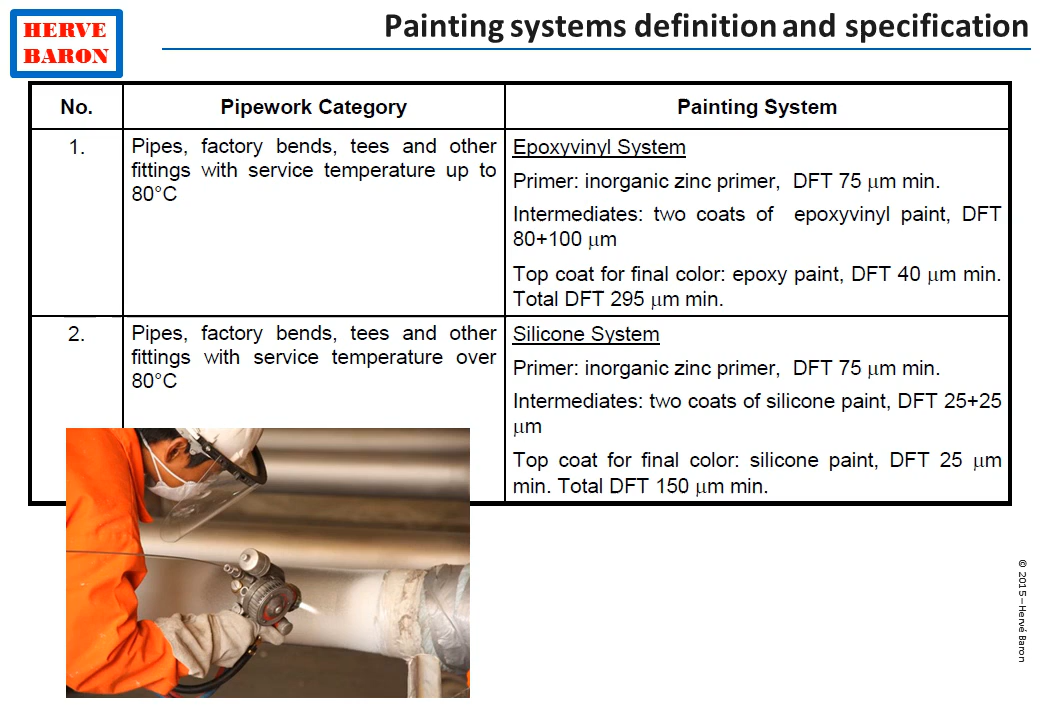 HERVE
BARON
Painting systems definition and specification
No.
Pipework Category
Painting System
1.
Pipes, factory bends, tees and other
fittings with service temperature up to
80°C
Epoxyvinyl System
Primer: inorganic zinc primer, DFT 75 μm min.
Intermediates: two coats of epoxyvinyl paint, DFT
80+100 μm
Top coat for final color: epoxy paint, DFT 40 μm min.
Total DFT 295 μm min.
2.
Pipes, factory bends, tees and other
fittings with service temperature over
80°C
Silicone System
Primer: inorganic zinc primer, DFT 75 μm min.
Intermediates: two coats of silicone paint, DFT 25+25
μm
Top coat for final color: silicone paint, DFT 25 μm
min. Total DFT 150 μm min.
© 2015 – Hervé Baron